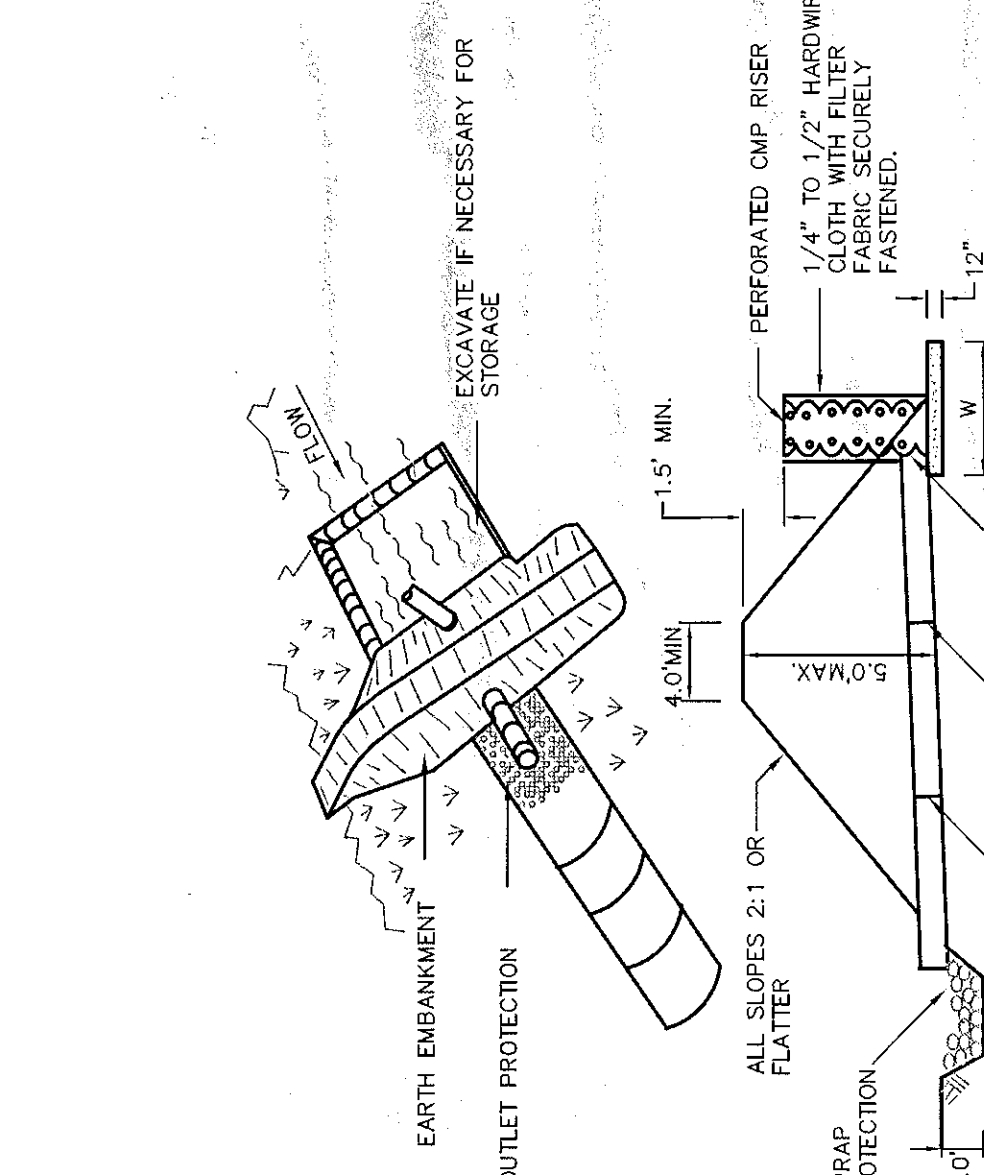 FLOW
EXCAVATE IF NECESSARY FOR
STORAGE
EARTH EMBANKMENT
OUTLET PROTECTION
PERFORATED CMP RISER
1/4" TO 1/2" HARDWIR
CLOTH WITH FILTER
FABRIC SECURELY
FASTENED.
1.5' MIN.
4.0'MIN
5.0'MAX.
12"
W
ALL SLOPES 2:1 OR
FLATTER
RAP
OTECTION
.0'